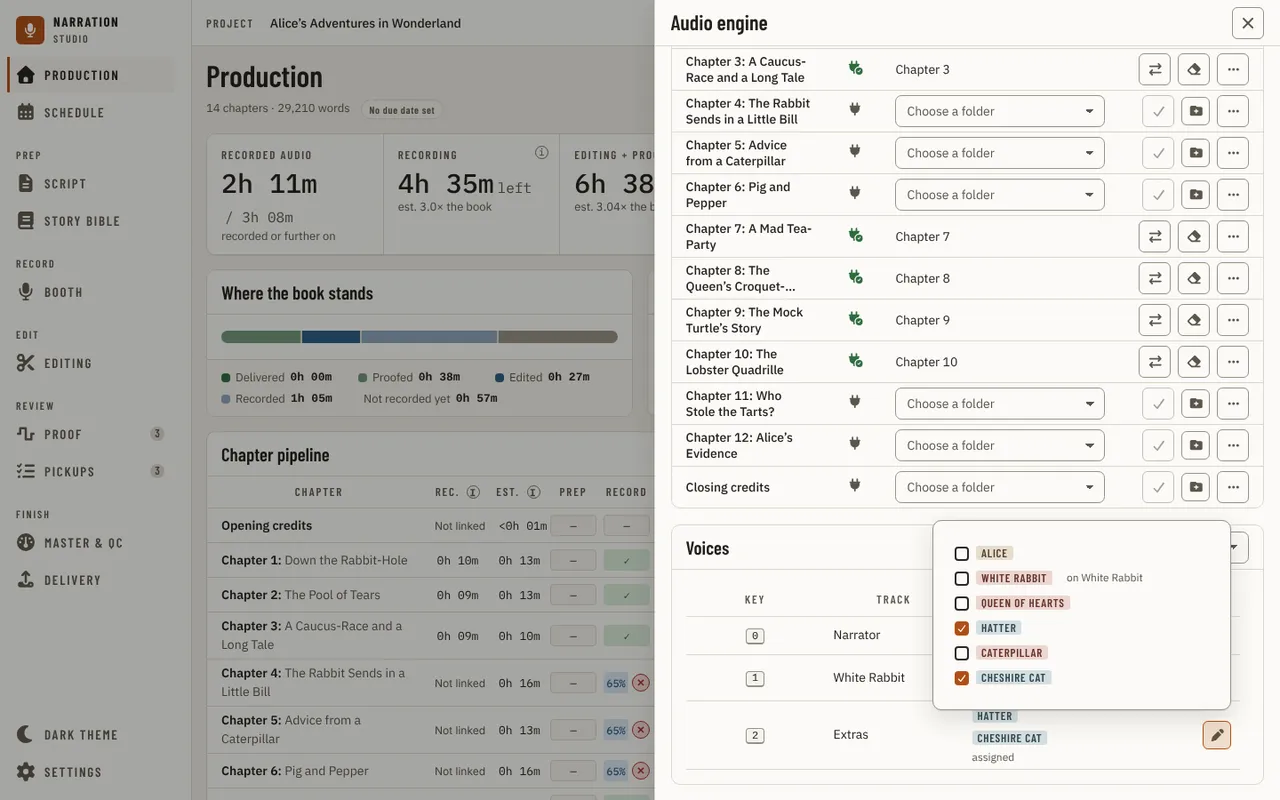 NARRATION
STUDIO
PRODUCTION
SCHEDULE
PREP
SCRIPT
STORY BIBLE
RECORD
BOOTH
EDIT
EDITING
REVIEW
PROOF 3
PICKUPS 3
FINISH
MASTER & QC
DELIVERY
DARK THEME
SETTINGS
PROJECT Alice's Adventures in Wonderland
Production
14 chapters · 29,210 words No due date set
RECORDED AUDIO
2h 11m
/ 3h 08m
recorded or further on
RECORDING
4h 35m left
est. 3.0× the book
EDITING + PRO
6h 38
est. 3.04× the b
Where the book stands
Delivered 0h 00m Proofed 0h 38m Edited 0h 27m
Recorded 1h 05m Not recorded yet 0h 57m
Chapter pipeline
CHAPTER REC. EST. PREP RECORD
Opening credits Not linked <0h 01m – –
Chapter 1: Down the Rabbit-Hole 0h 10m 0h 13m – ✓
Chapter 2: The Pool of Tears 0h 09m 0h 13m – ✓
Chapter 3: A Caucus-Race and a
Long Tale 0h 09m 0h 10m – ✓
Chapter 4: The Rabbit Sends in a
Little Bill Not linked 0h 16m – 65%
Chapter 5: Advice from a
Caterpillar Not linked 0h 13m – 65%
Chapter 6: Pig and Pepper Not linked 0h 16m – 65%
Audio engine
Chapter 3: A Caucus-
Race and a Long Tale Chapter 3
Chapter 4: The Rabbit
Sends in a Little Bill Choose a folder
Chapter 5: Advice
from a Caterpillar Choose a folder
Chapter 6: Pig and
Pepper Choose a folder
Chapter 7: A Mad Tea-
Party Chapter 7
Chapter 8: The
Queen's Croquet-... Chapter 8
Chapter 9: The Mock
Turtle's Story Chapter 9
Chapter 10: The
Lobster Quadrille Chapter 10
Chapter 11: Who
Stole the Tarts? Choose a folder
Chapter 12: Alice's
Evidence Choose a folder
Closing credits Choose a folder
Voices
KEY TRACK
0 Narrator
1 White Rabbit
2 Extras
ALICE
WHITE RABBIT on White Rabbit
QUEEN OF HEARTS
HATTER
CATERPILLAR
CHESHIRE CAT
HATTER
CHESHIRE CAT
assigned